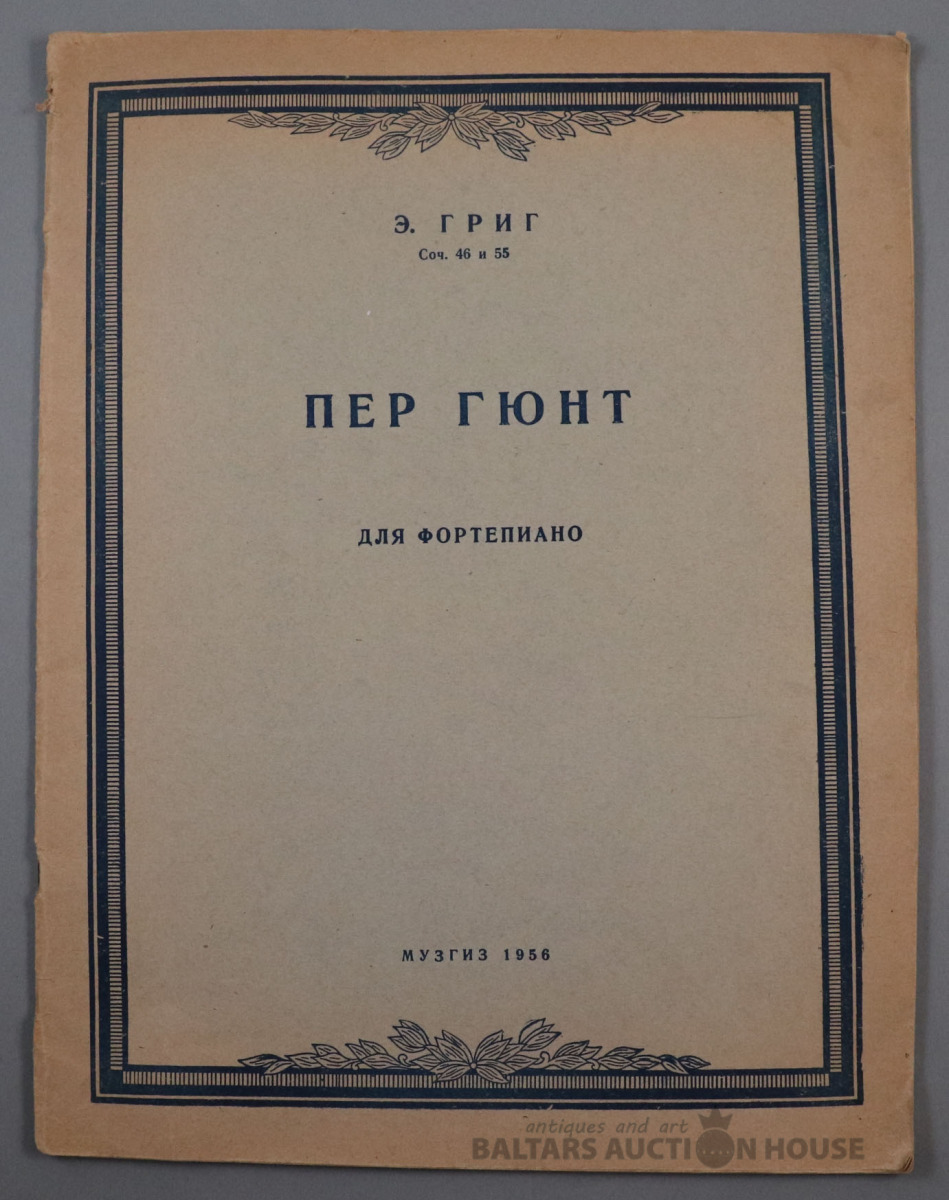 Э. ГРИГ
Соч. 46 и 55
ПЕР ГЮНТ
ДЛЯ ФОРТЕПИАНО
МУЗГИЗ 1956
antiques and art
BALTARS AUCTION HOUSE